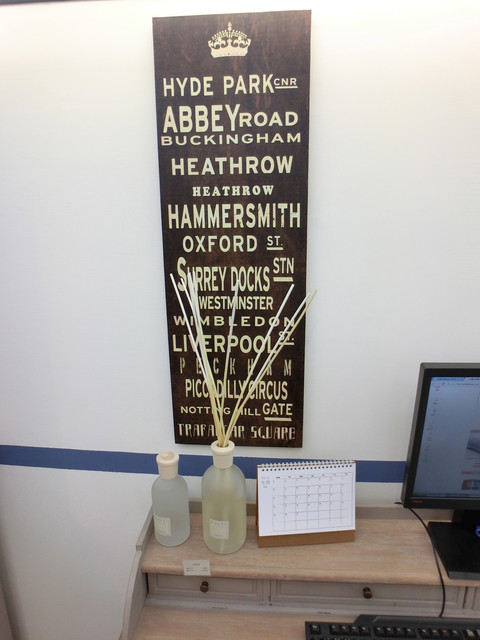 HYDE PARK CNR
ABBEY ROAD
BUCKINGHAM
HEATHROW
HEATHROW
HAMMERSMITH
OXFORD ST.
SURREY DOCKS STN
WESTMINSTER
WIMBLEDON
LIVERPOOL ST.
PECKHAM
PICCADILLY CIRCUS
NOTTING HILL GATE
TRAFALGAR SQUARE